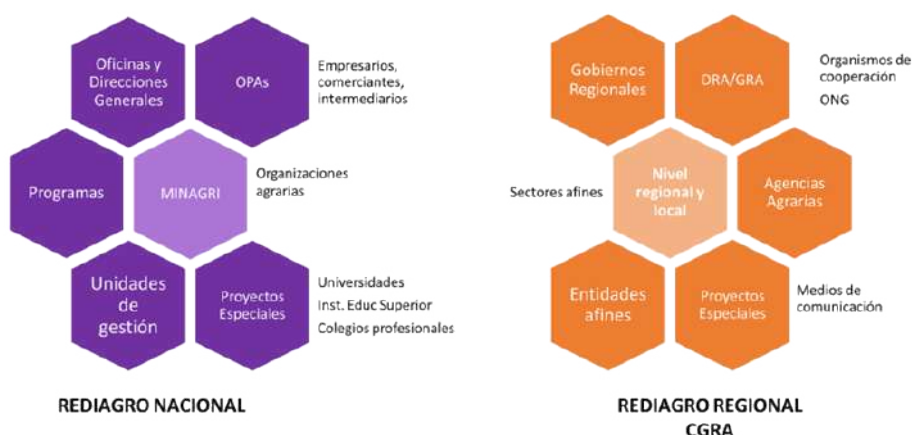 Oficinas y
Direcciones
Generales
OPAs
Empresarios,
comerciantes,
intermediarios
Programas
MINAGRI
Organizaciones
agrarias
Unidades
de
gestión
Proyectos
Especiales
Universidades
Inst. Educ Superior
Colegios profesionales
REDIAGRO NACIONAL
Gobiernos
Regionales
DRA/GRA
Organismos de
cooperación
ONG
Sectores afines
Nivel
regional y
local
Agencias
Agrarias
Entidades
afines
Proyectos
Especiales
Medios de
comunicación
REDIAGRO REGIONAL
CGRA